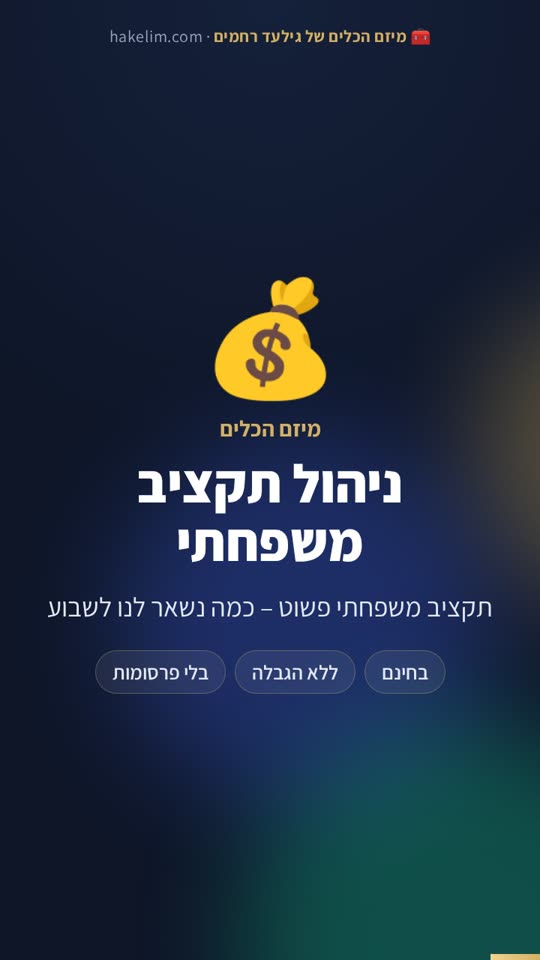 🧰 מיזם הכלים של גילעד רחמים · hakelim.com
מיזם הכלים
ניהול תקציב
משפחתי
תקציב משפחתי פשוט – כמה נשאר לנו לשבוע
בחינם
ללא הגבלה
בלי פרסומות